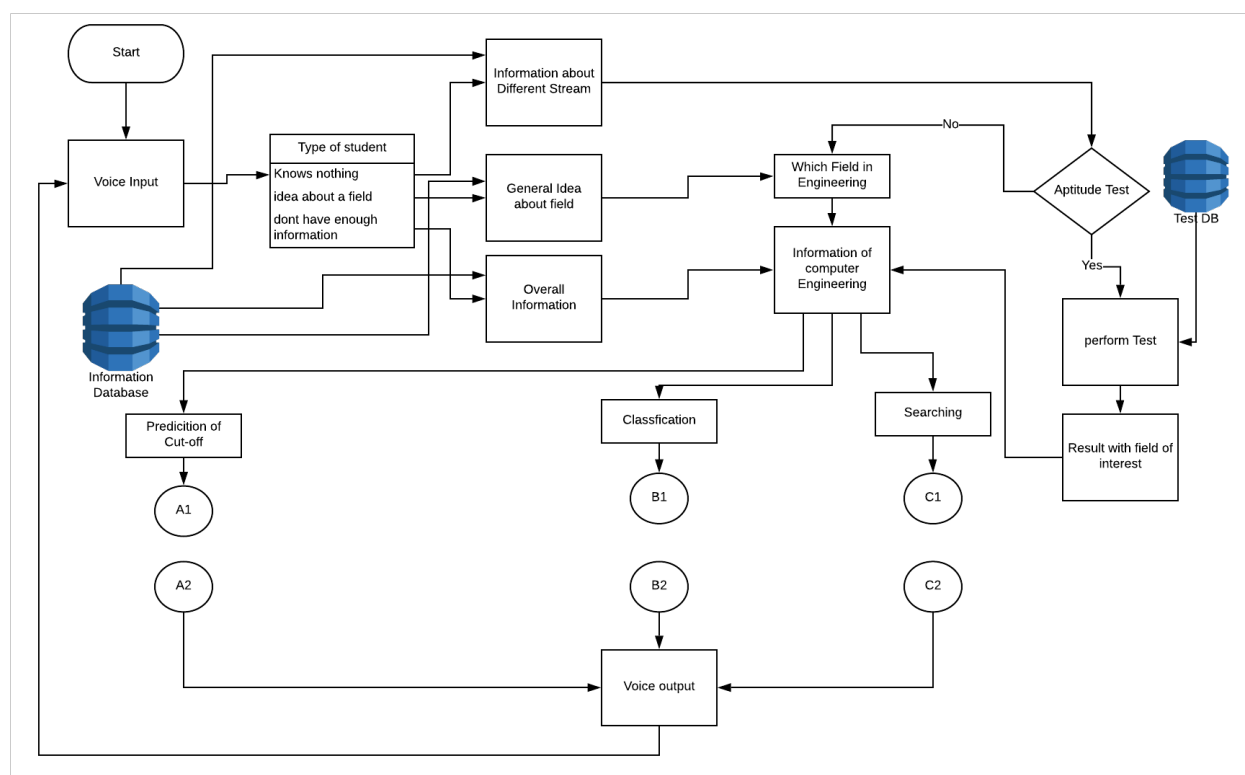 Start
Information about
Different Stream
No
Voice Input
Type of student
Knows nothing
idea about a field
dont have enough
information
General Idea
about field
Which Field in
Engineering
Aptitude Test
Test DB
Information of
computer
Engineering
Yes
Overall
Information
perform Test
Information
Database
Predicition of
Cut-off
Classfication
Searching
Result with field of
interest
A1
B1
C1
A2
B2
C2
Voice output